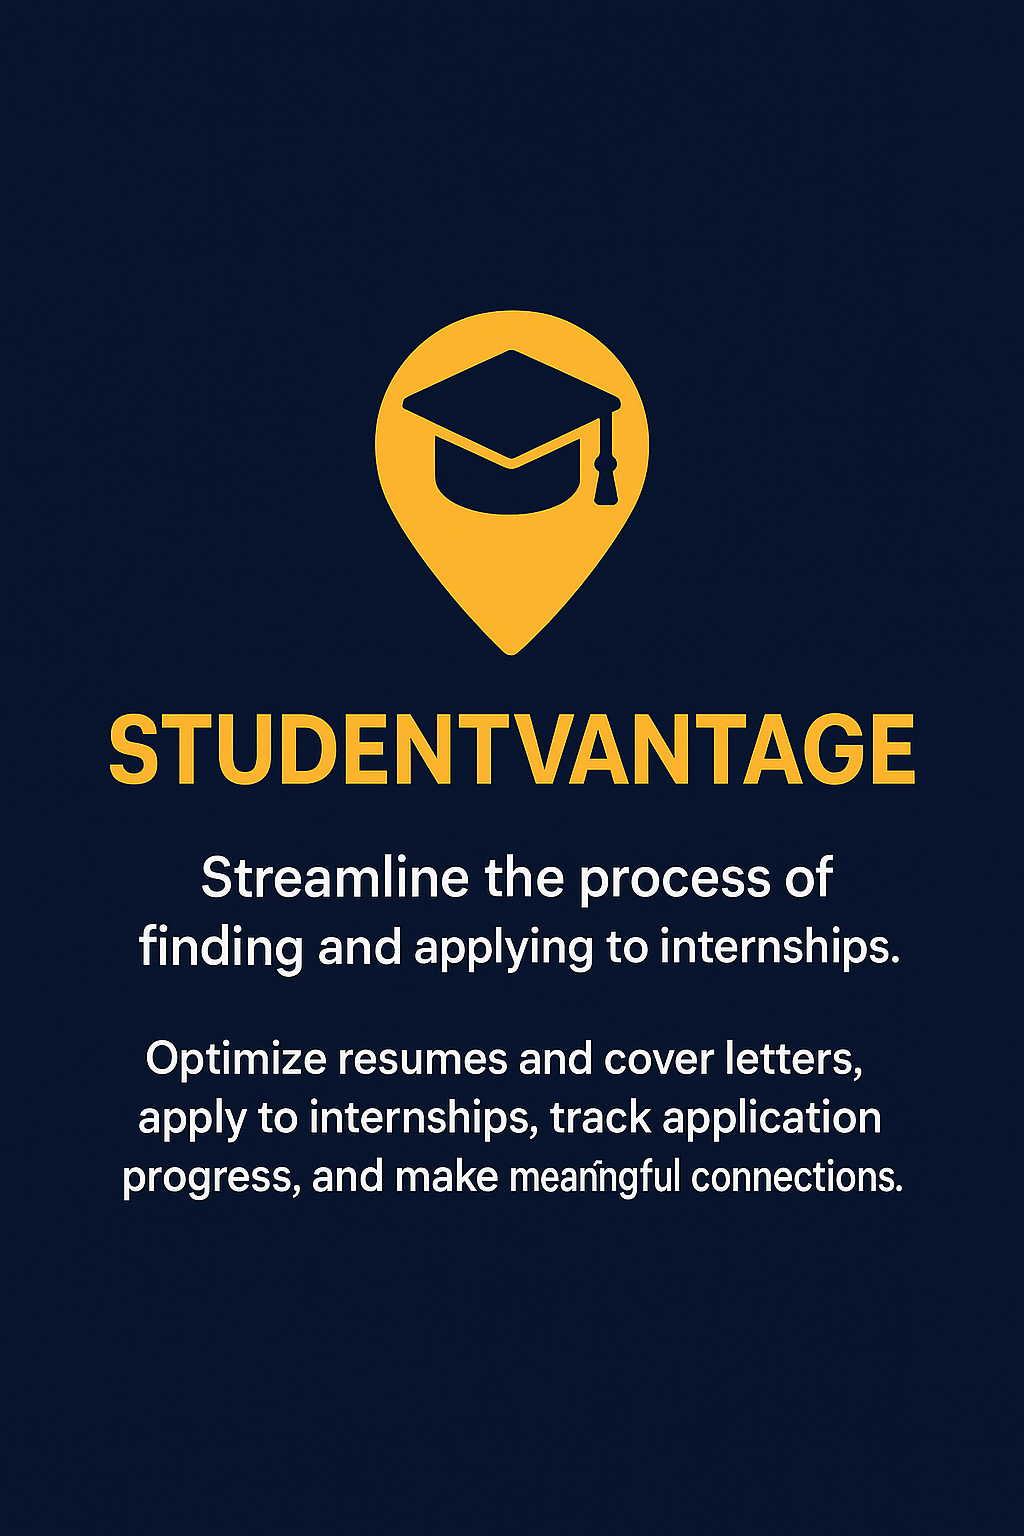 STUDENTVANTAGE
Streamline the process of
finding and applying to internships.
Optimize resumes and cover letters,
apply to internships, track application
progress, and make meaningful connections.